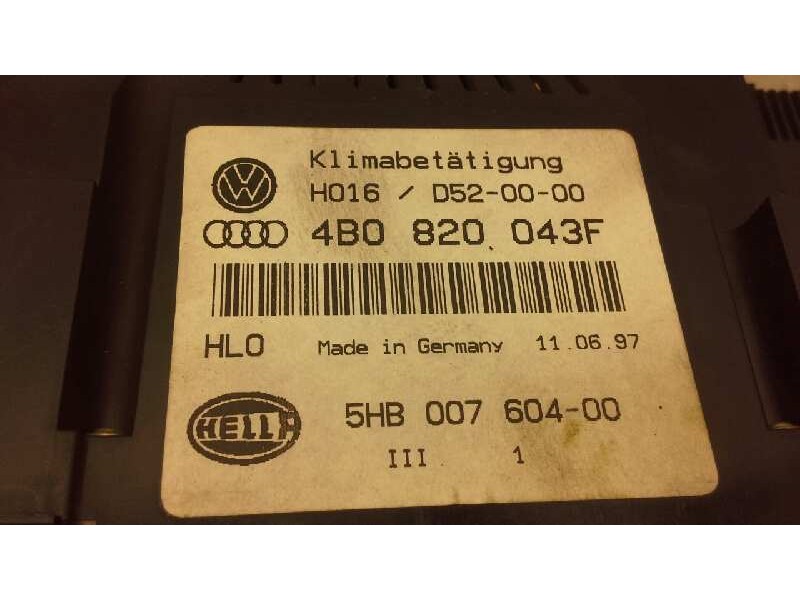 Klimabetätigung
H016 / D52-00-00
4B0 820 043F
HLO Made in Germany 11.06.97
HELLA
5HB 007 604-00
III 1